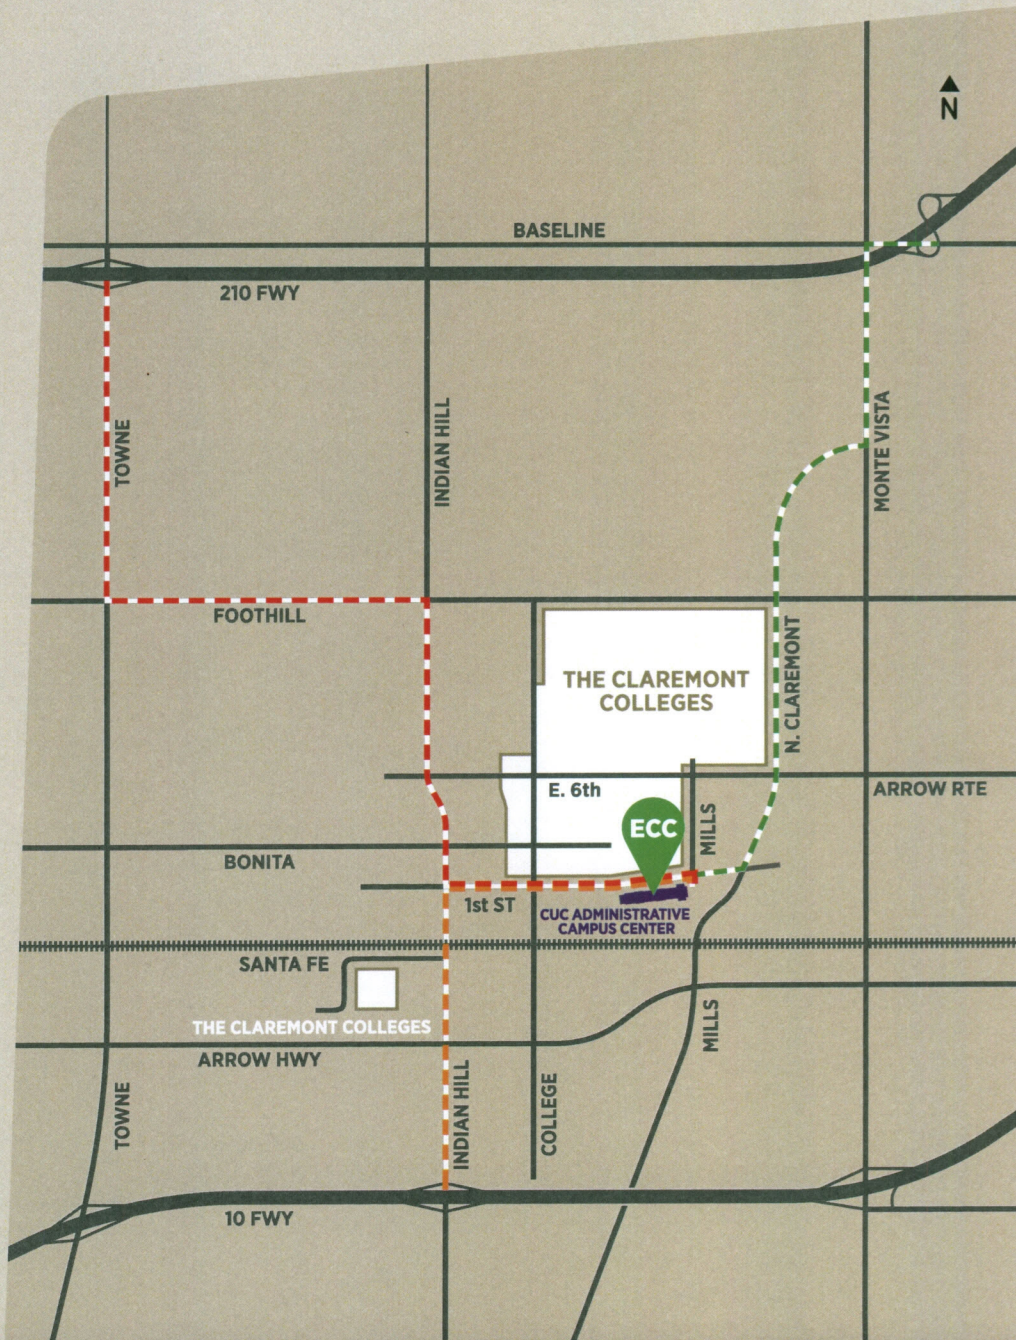 N
BASELINE
210 FWY
TOWNE
INDIAN HILL
MONTE VISTA
FOOTHILL
THE CLAREMONT
COLLEGES
N. CLAREMONT
E. 6th
ARROW RTE
ECC
MILLS
BONITA
1st ST
CUC ADMINISTRATIVE
CAMPUS CENTER
SANTA FE
THE CLAREMONT COLLEGES
MILLS
ARROW HWY
TOWNE
INDIAN HILL
COLLEGE
10 FWY